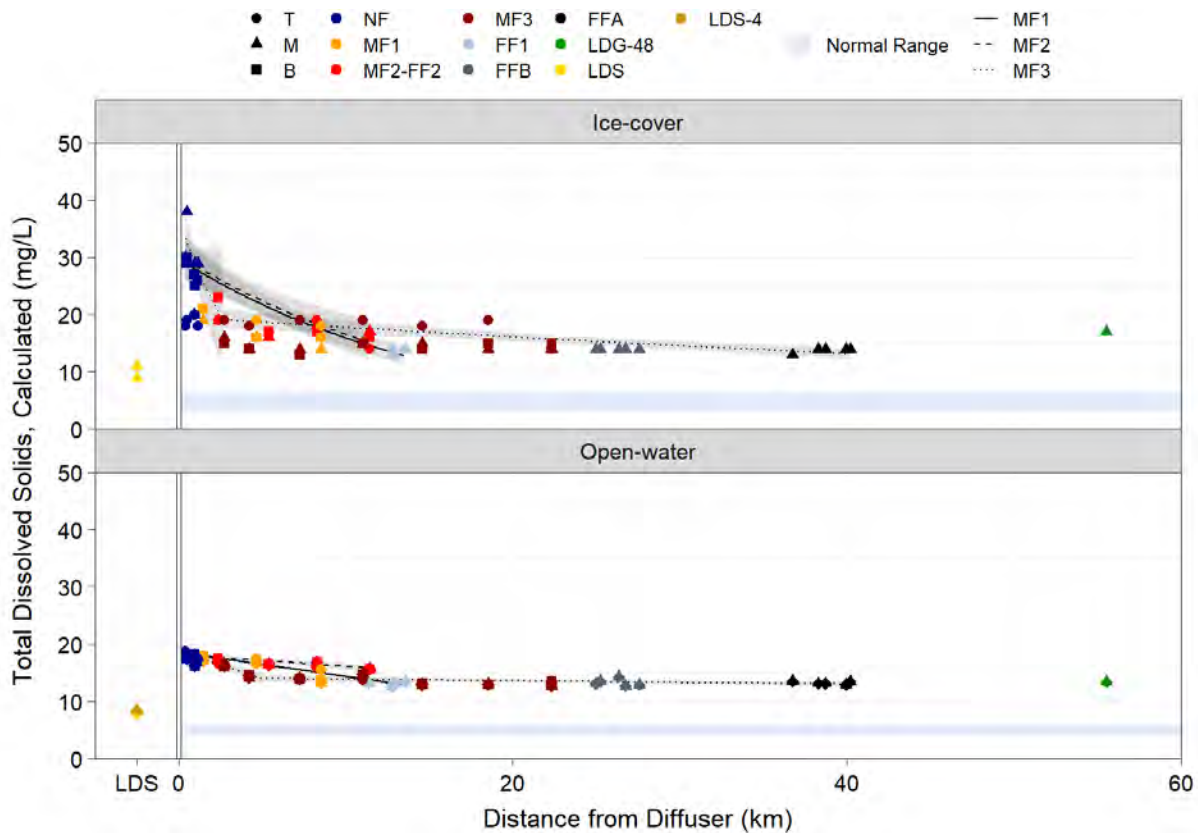 T NF MF3 FFA LDS-4 MF1
M MF1 FF1 LDG-48 Normal Range MF2
B MF2-FF2 FFB LDS MF3
Ice-cover
50
40
30
20
10
0
Open-water
50
40
30
20
10
0
Total Dissolved Solids, Calculated (mg/L)
LDS 0 20 40 60
Distance from Diffuser (km)